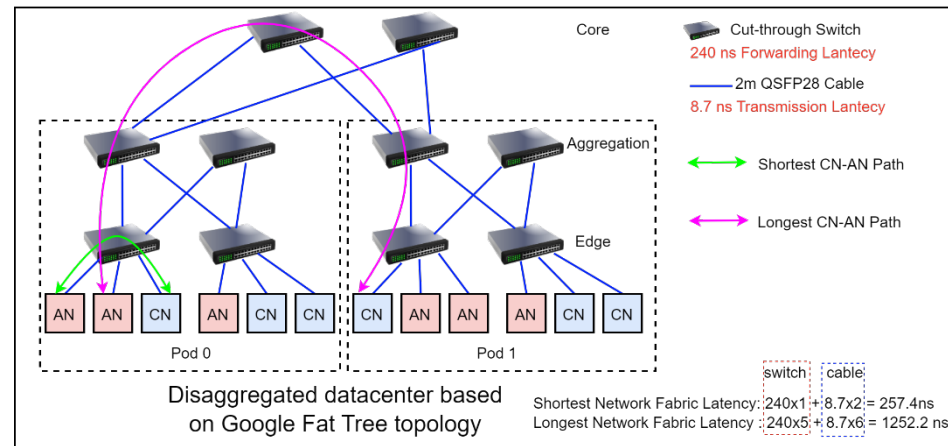 Core
Cut-through Switch
240 ns Forwarding Lantecy
2m QSFP28 Cable
8.7 ns Transmission Lantecy
Aggregation
Shortest CN-AN Path
Longest CN-AN Path
Edge
AN AN CN AN CN CN CN AN AN AN CN CN
Pod 0 Pod 1
Disaggregated datacenter based
on Google Fat Tree topology
switch cable
Shortest Network Fabric Latency: 240x1 + 8.7x2 = 257.4ns
Longest Network Fabric Latency : 240x5 + 8.7x6 = 1252.2 ns